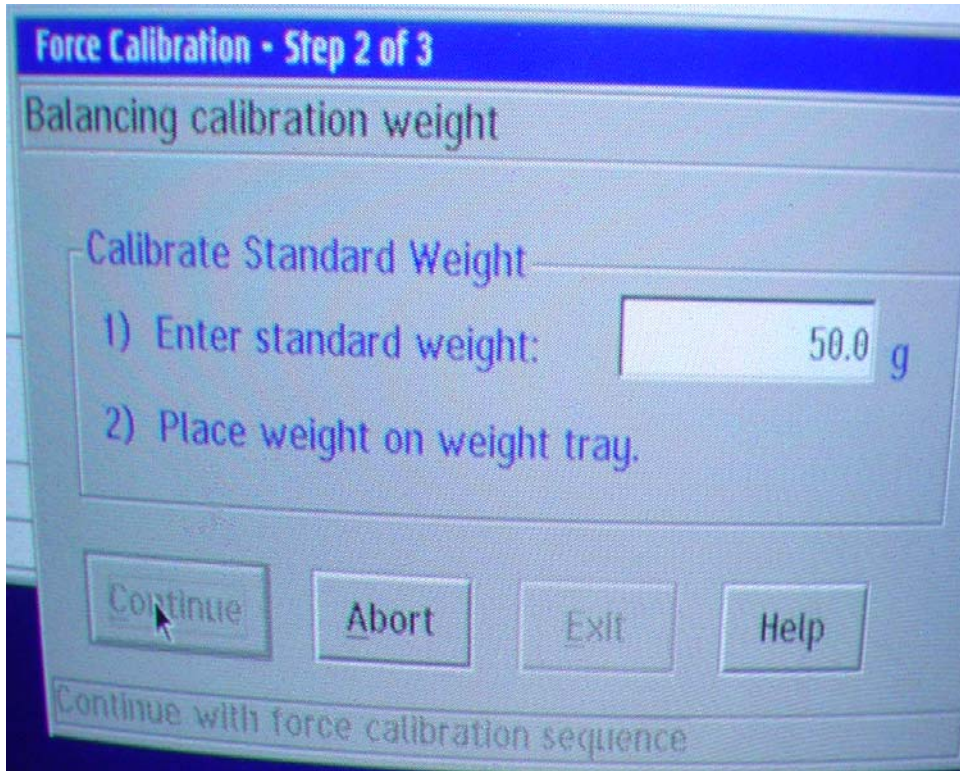 Force Calibration - Step 2 of 3
Balancing calibration weight
Calibrate Standard Weight
1) Enter standard weight: 50.0 g
2) Place weight on weight tray.
Continue Abort Exit Help
Continue with force calibration sequence